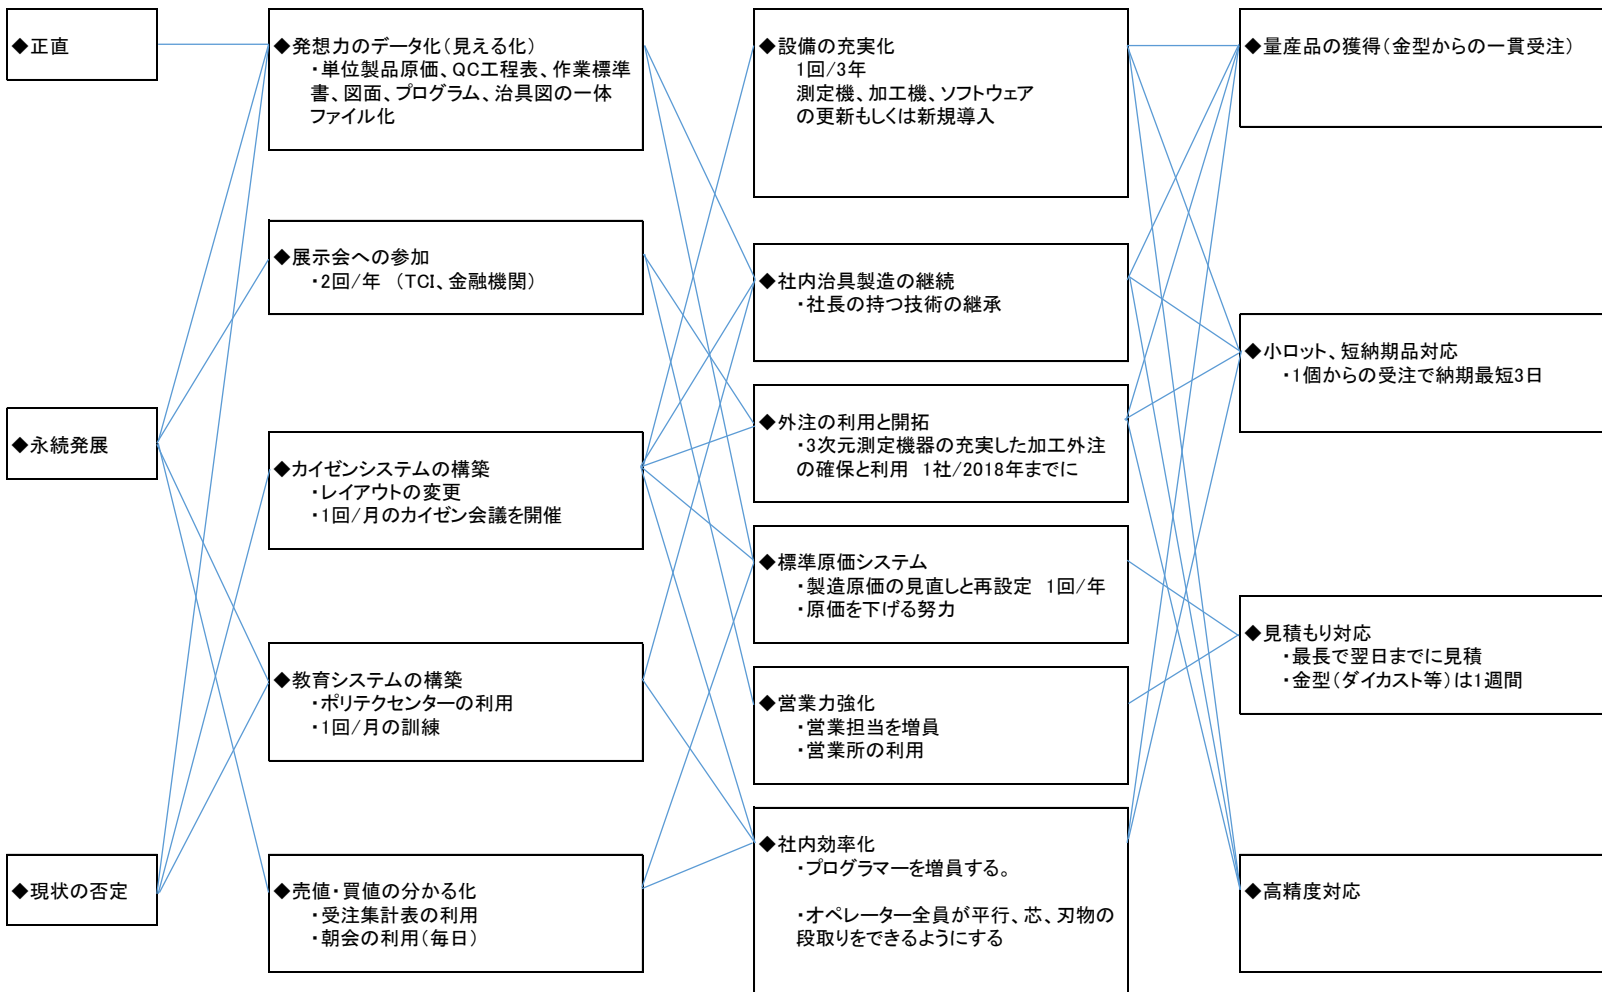 ◆正直
◆永続発展
◆現状の否定
◆発想力のデータ化(見える化)
・単位製品原価、QC工程表、作業標準
書、図面、プログラム、治具図の一体
ファイル化
◆展示会への参加
・2回/年 (TCI、金融機関)
◆カイゼンシステムの構築
・レイアウトの変更
・1回/月のカイゼン会議を開催
◆教育システムの構築
・ポリテクセンターの利用
・1回/月の訓練
◆売値・買値の分かる化
・受注集計表の利用
・朝会の利用(毎日)
◆設備の充実化
1回/3年
測定機、加工機、ソフトウェア
の更新もしくは新規導入
◆社内治具製造の継続
・社長の持つ技術の継承
◆外注の利用と開拓
・3次元測定機器の充実した加工外注
の確保と利用 1社/2018年までに
◆標準原価システム
・製造原価の見直しと再設定 1回/年
・原価を下げる努力
◆営業力強化
・営業担当を増員
・営業所の利用
◆社内効率化
・プログラマーを増員する。
・オペレーター全員が平行、芯、刃物の
段取りをできるようにする
◆量産品の獲得(金型からの一貫受注)
◆小ロット、短納期品対応
・1個からの受注で納期最短3日
◆見積もり対応
・最長で翌日までに見積
・金型(ダイカスト等)は1週間
◆高精度対応